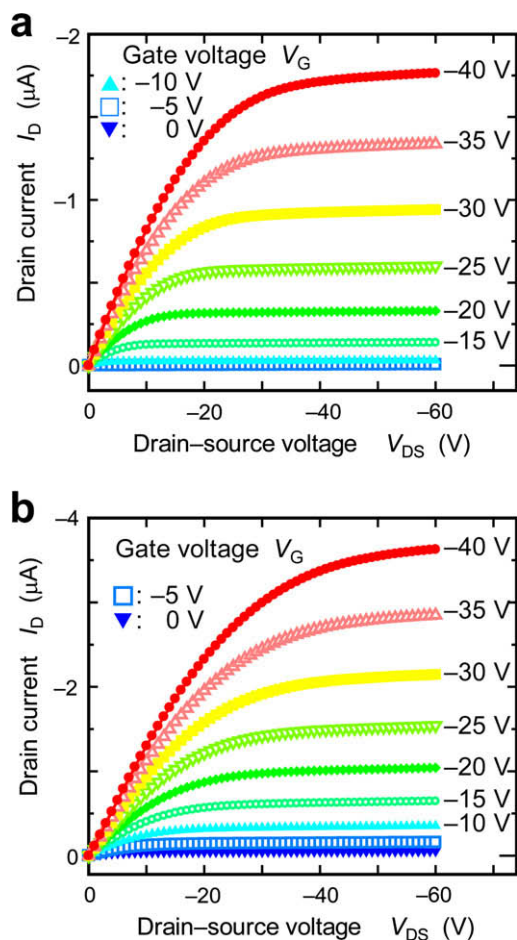 a
Gate voltage V_G
: –10 V
: –5 V
: 0 V
–40 V
–35 V
–30 V
–25 V
–20 V
–15 V
Drain current I_D (μA)
–2
–1
0
0 –20 –40 –60
Drain–source voltage V_DS (V)
b
Gate voltage V_G
: –5 V
: 0 V
–40 V
–35 V
–30 V
–25 V
–20 V
–15 V
–10 V
Drain current I_D (μA)
–4
–2
0
0 –20 –40 –60
Drain–source voltage V_DS (V)